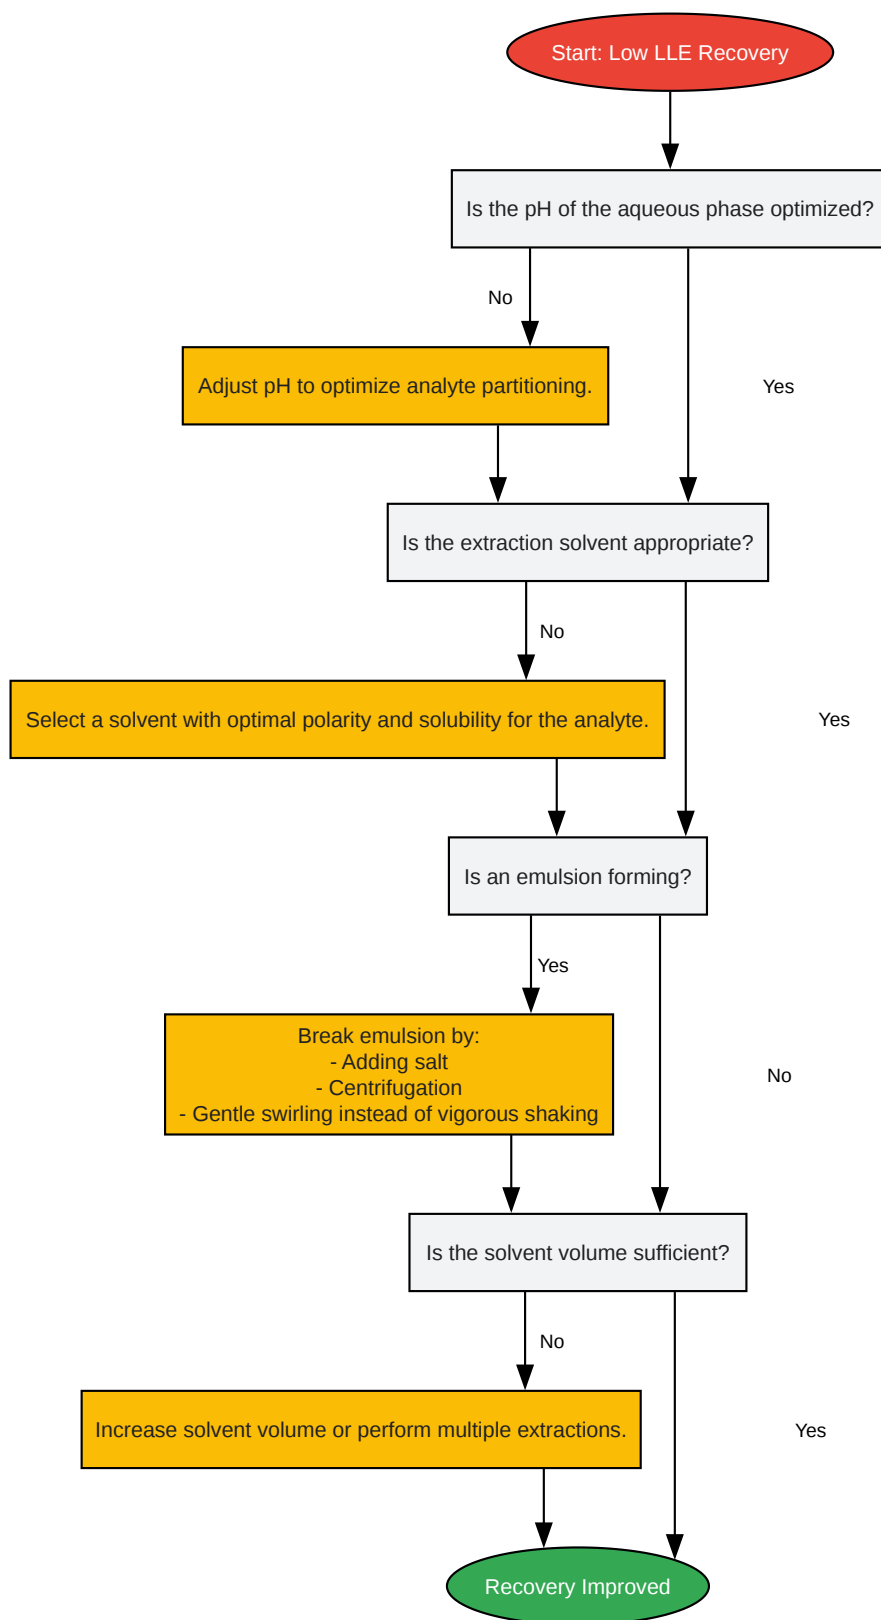 Start: Low LLE Recovery
Is the pH of the aqueous phase optimized?
No
Adjust pH to optimize analyte partitioning.
Yes
Is the extraction solvent appropriate?
No
Select a solvent with optimal polarity and solubility for the analyte.
Yes
Is an emulsion forming?
Yes
Break emulsion by:
- Adding salt
- Centrifugation
- Gentle swirling instead of vigorous shaking
No
Is the solvent volume sufficient?
No
Increase solvent volume or perform multiple extractions.
Yes
Recovery Improved